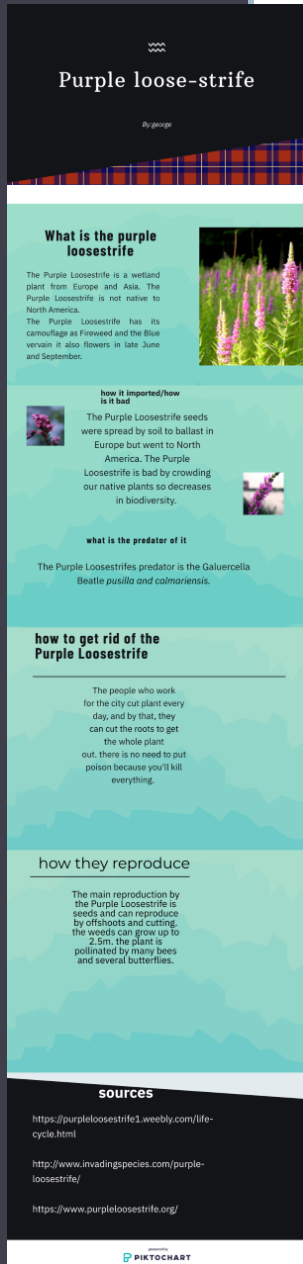 Purple loose-strife
By:george
What is the purple
loosestrife
The Purple Loosestrife is a wetland
plant from Europe and Asia. The
Purple Loosestrife is not native to
North America.
The Purple Loosestrife has its
camouflage as Fireweed and the Blue
vervain it also flowers in late June
and September.
how it imported/how
is it bad
The Purple Loosestrife seeds
were spread by soil to ballast in
Europe but went to North
America. The Purple
Loosestrife is bad by crowding
our native plants so decreases
in biodiversity.
what is the predator of it
The Purple Loosestrifes predator is the Galuercella
Beatle pusilla and calmariensis.
how to get rid of the
Purple Loosestrife
The people who work
for the city cut plant every
day, and by that, they
can cut the roots to get
the whole plant
out. there is no need to put
poison because you'll kill
everything.
how they reproduce
The main reproduction by
the Purple Loosestrife is
seeds and can reproduce
by offshoots and cutting.
the weeds can grow up to
2.5m. the plant is
pollinated by many bees
and several butterflies.
sources
https://purpleloosestrife1.weebly.com/life-
cycle.html
http://www.invadingspecies.com/purple-
loosestrife/
https://www.purpleloosestrife.org/
powered by
PIKTOCHART